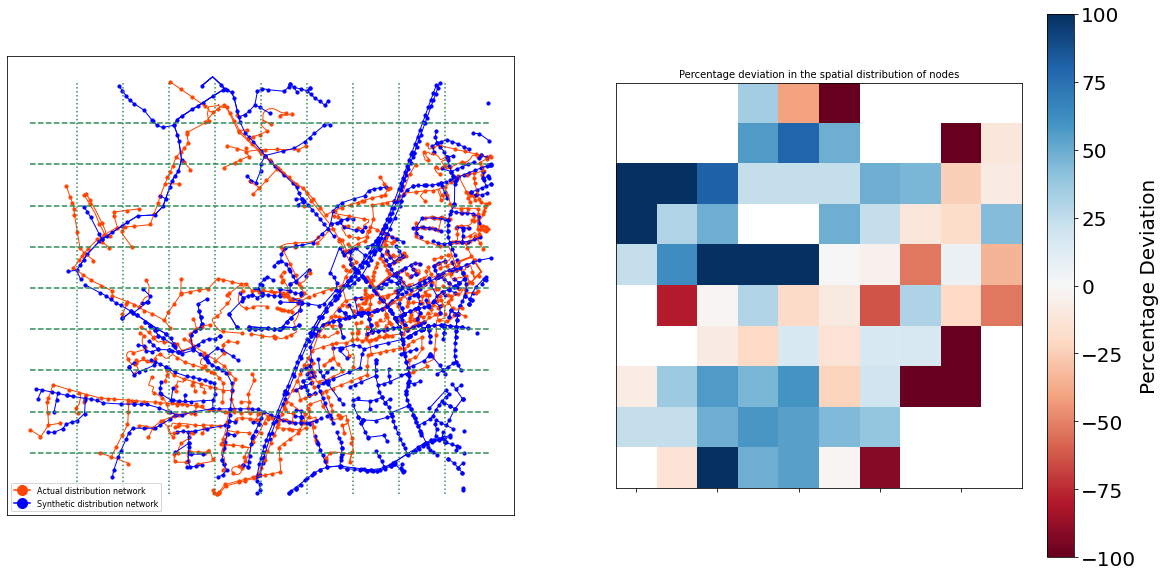 Actual distribution network
Synthetic distribution network
Percentage deviation in the spatial distribution of nodes
100
75
50
25
0
−25
−50
−75
−100
Percentage Deviation